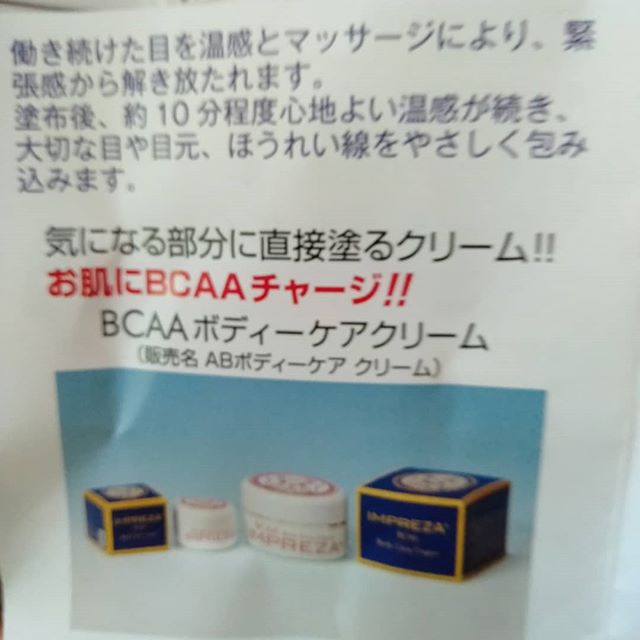 働き続けた目を温感とマッサージにより、緊
張感から解き放たれます。
塗布後、約10分程度心地よい温感が続き、
大切な目や目元、ほうれい線をやさしく包み
込みます。
気になる部分に直接塗るクリーム!!
お肌にBCAAチャージ!!
BCAAボディーケアクリーム
(販売名 ABボディーケア クリーム)
IMPREZA
IMPREZA
IMPREZA